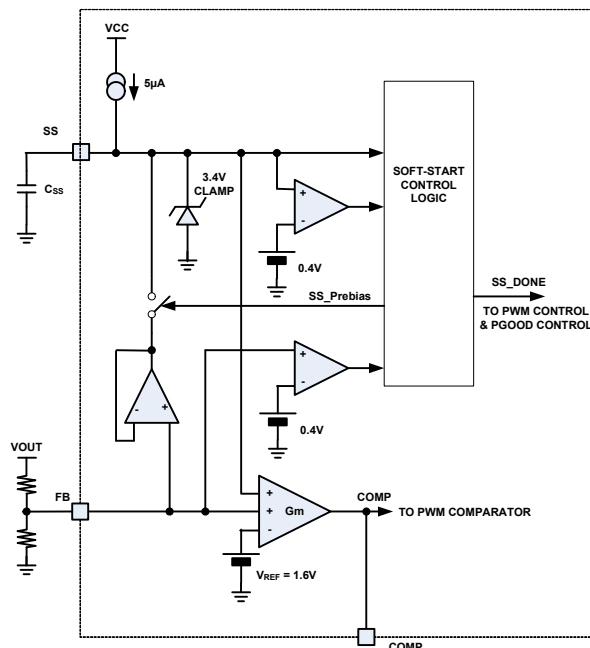 VCC
5µA
SS
CSS
3.4V
CLAMP
+
-
0.4V
SOFT-START
CONTROL
LOGIC
SS_DONE
TO PWM CONTROL
& PGOOD CONTROL
SS_Prebias
+
-
0.4V
-
+
VOUT
FB
+
+
-
Gm
COMP
TO PWM COMPARATOR
VREF = 1.6V
COMP